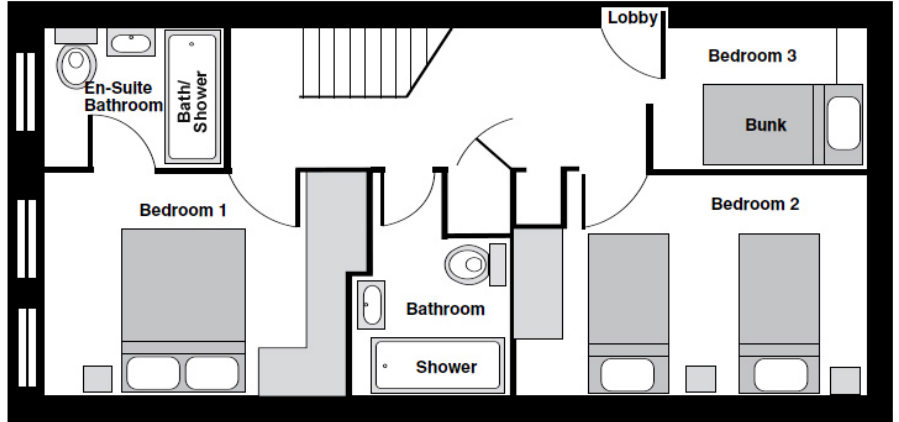 Lobby
Bedroom 3
En-Suite
Bathroom
Bath/
Shower
Bunk
Bedroom 1
Bedroom 2
Bathroom
Shower